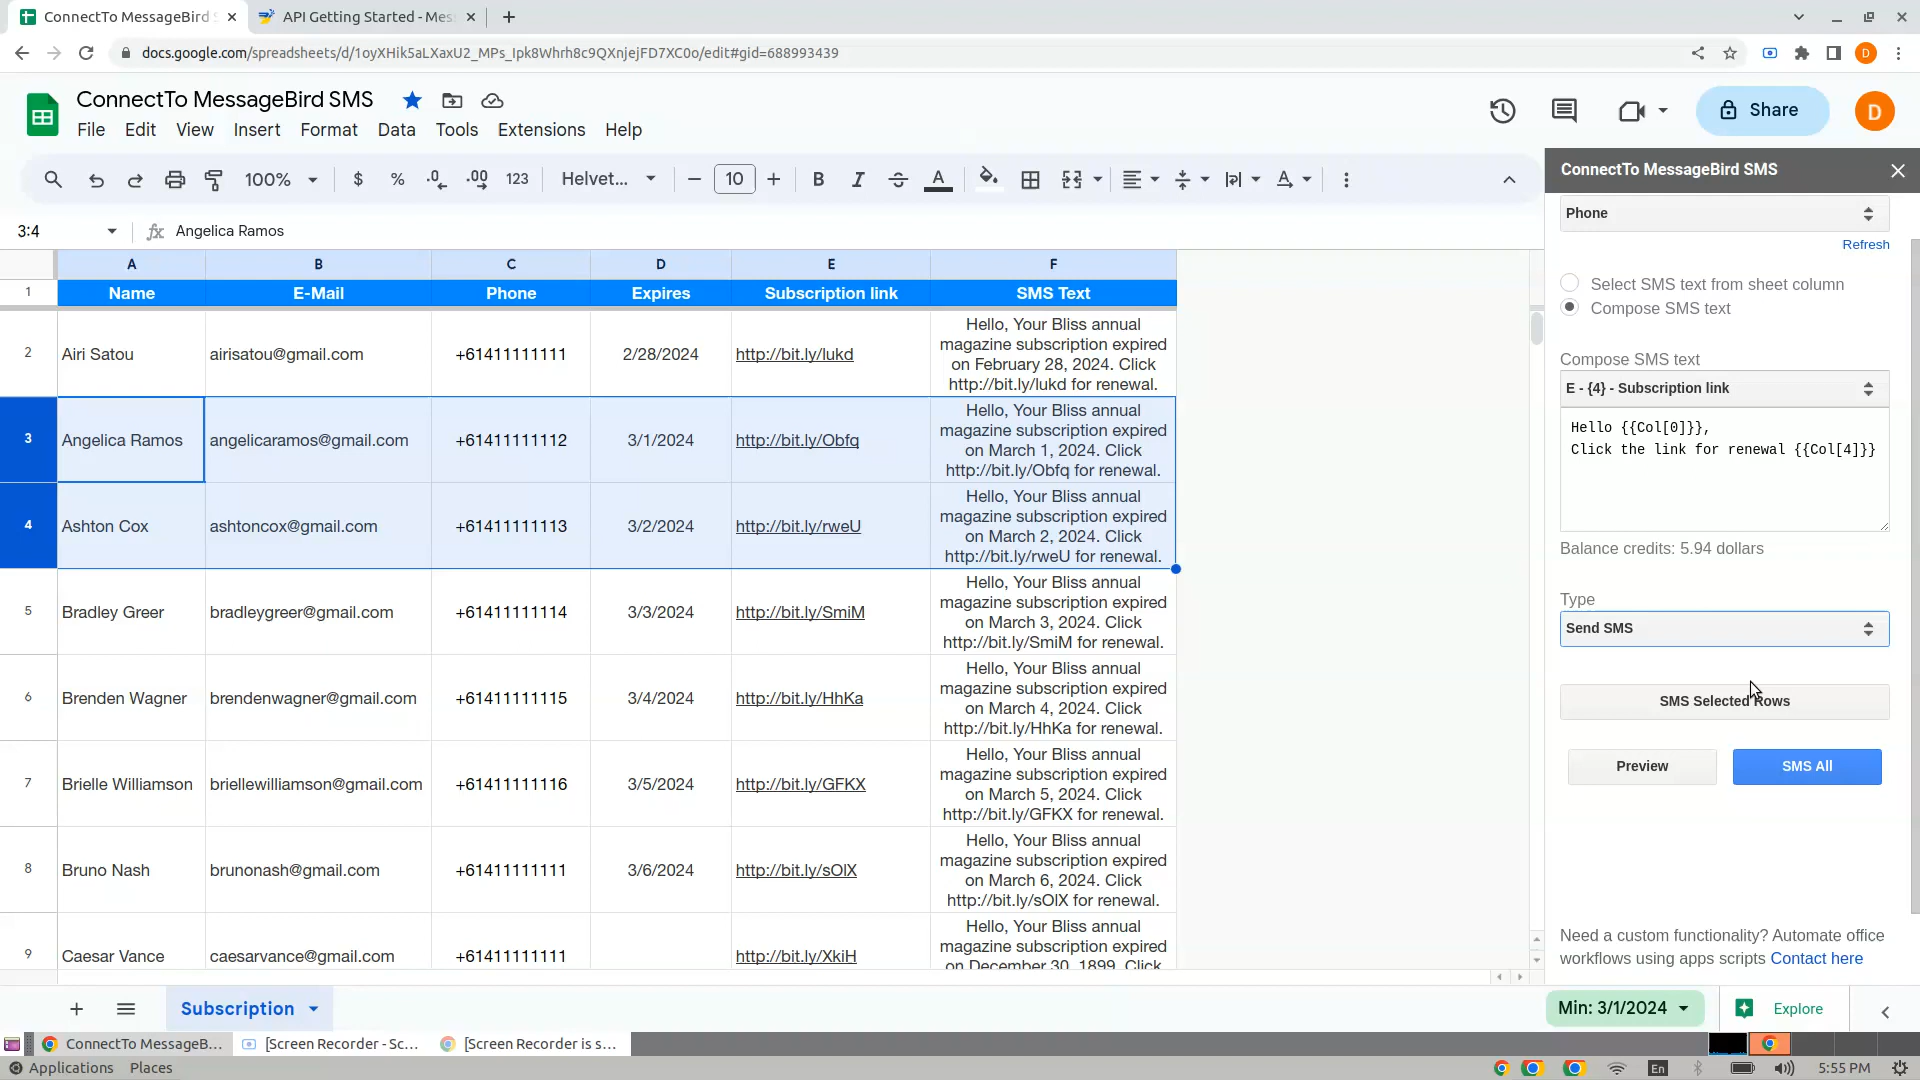 ConnectTo MessageBird S
API Getting Started - Mes
docs.google.com/spreadsheets/d/1oyXHik5aLXaxU2_MPs_Ipk8Whrh8c9QXnjejFD7XC0o/edit#gid=688993439
D
ConnectTo MessageBird SMS
File Edit View Insert Format Data Tools Extensions Help
Share
D
100%
$ % .0 .00 123
Helvet...
10
B I A
3:4
Angelica Ramos
A B C D E F
1 Name E-Mail Phone Expires Subscription link SMS Text
2 Airi Satou airisatou@gmail.com +61411111111 2/28/2024 http://bit.ly/lukd
Hello, Your Bliss annual
magazine subscription expired
on February 28, 2024. Click
http://bit.ly/lukd for renewal.
3 Angelica Ramos angelicaramos@gmail.com +61411111112 3/1/2024 http://bit.ly/Obfq
Hello, Your Bliss annual
magazine subscription expired
on March 1, 2024. Click
http://bit.ly/Obfq for renewal.
4 Ashton Cox ashtoncox@gmail.com +61411111113 3/2/2024 http://bit.ly/rweU
Hello, Your Bliss annual
magazine subscription expired
on March 2, 2024. Click
http://bit.ly/rweU for renewal.
5 Bradley Greer bradleygreer@gmail.com +61411111114 3/3/2024 http://bit.ly/SmiM
Hello, Your Bliss annual
magazine subscription expired
on March 3, 2024. Click
http://bit.ly/SmiM for renewal.
6 Brenden Wagner brendenwagner@gmail.com +61411111115 3/4/2024 http://bit.ly/HhKa
Hello, Your Bliss annual
magazine subscription expired
on March 4, 2024. Click
http://bit.ly/HhKa for renewal.
7 Brielle Williamson briellewilliamson@gmail.com +61411111116 3/5/2024 http://bit.ly/GFKX
Hello, Your Bliss annual
magazine subscription expired
on March 5, 2024. Click
http://bit.ly/GFKX for renewal.
8 Bruno Nash brunonash@gmail.com +61411111111 3/6/2024 http://bit.ly/sOlX
Hello, Your Bliss annual
magazine subscription expired
on March 6, 2024. Click
http://bit.ly/sOlX for renewal.
9 Caesar Vance caesarvance@gmail.com +61411111111 http://bit.ly/XkiH
Hello, Your Bliss annual
magazine subscription expired
on December 30, 1899. Click
ConnectTo MessageBird SMS
Phone
Refresh
Select SMS text from sheet column
Compose SMS text
Compose SMS text
E - {4} - Subscription link
Hello {{Col[0]}},
Click the link for renewal {{Col[4]}}
Balance credits: 5.94 dollars
Type
Send SMS
SMS Selected Rows
Preview
SMS All
Need a custom functionality? Automate office
workflows using apps scripts Contact here
Subscription
Min: 3/1/2024
Explore
ConnectTo MessageB...
[Screen Recorder - Sc...
[Screen Recorder is s...
Applications Places
En
5:55 PM